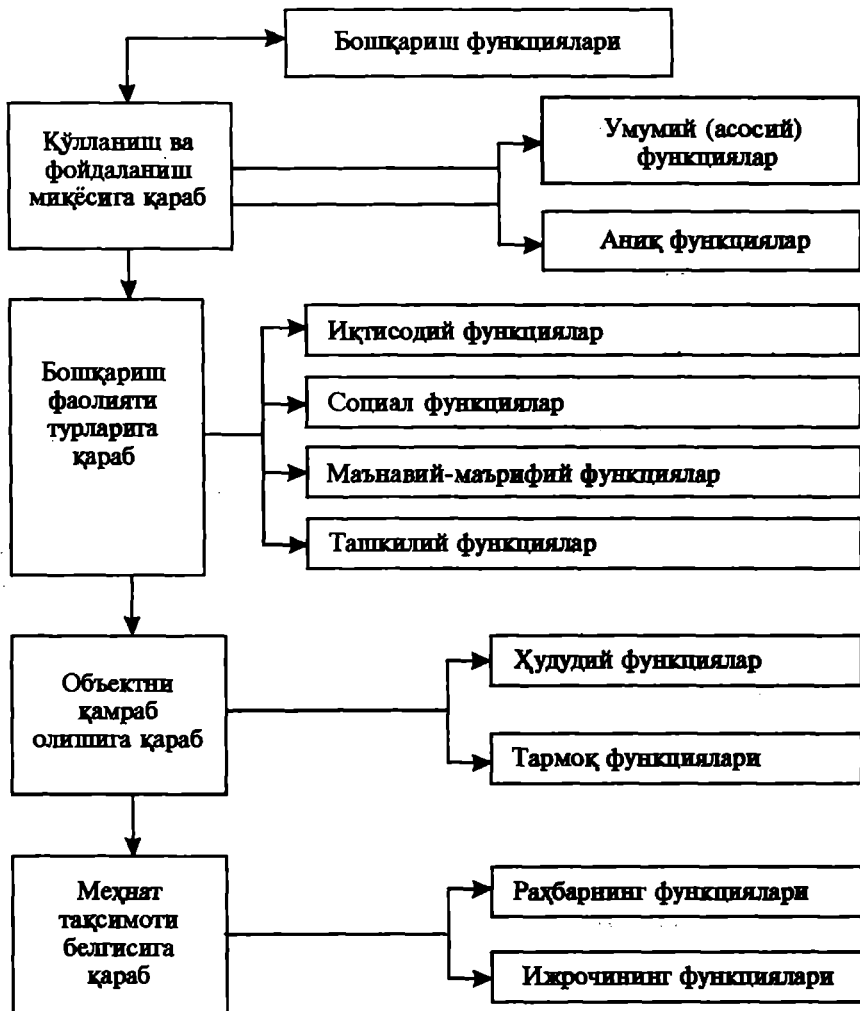 Бошқариш функциялари
Қўлланиш ва
фойдаланиш
миқёсига қараб
Умумий (асосий)
функциялар
Аниқ функциялар
Бошқариш
фаолияти
турларига
қараб
Иқтисодий функциялар
Социал функциялар
Маънавий-маърифий функциялар
Ташкилий функциялар
Объектни
қамраб
олишига қараб
Ҳудудий функциялар
Тармоқ функциялари
Меҳнат
тақсимоти
белгисига
қараб
Раҳбарнинг функциялари
Ижрочининг функциялари